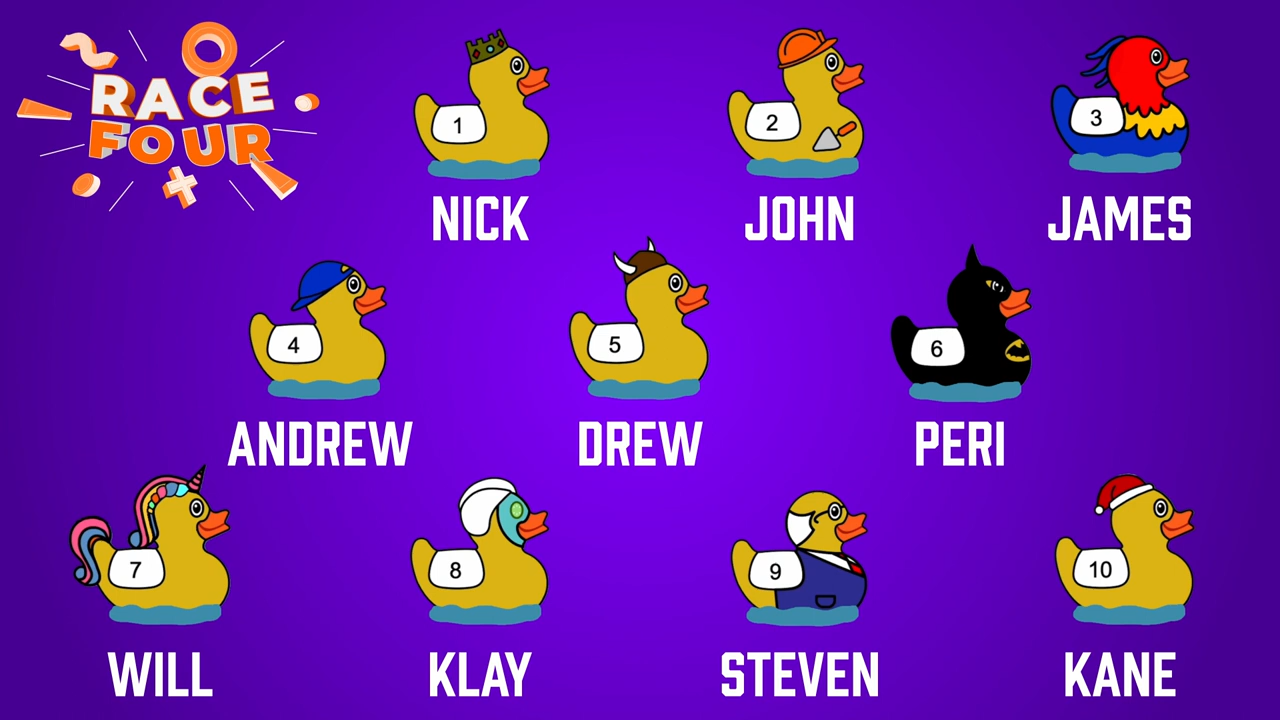 RACE
FOUR
1
2
3
NICK
JOHN
JAMES
4
5
6
ANDREW
DREW
PERI
7
8
9
10
WILL
KLAY
STEVEN
KANE